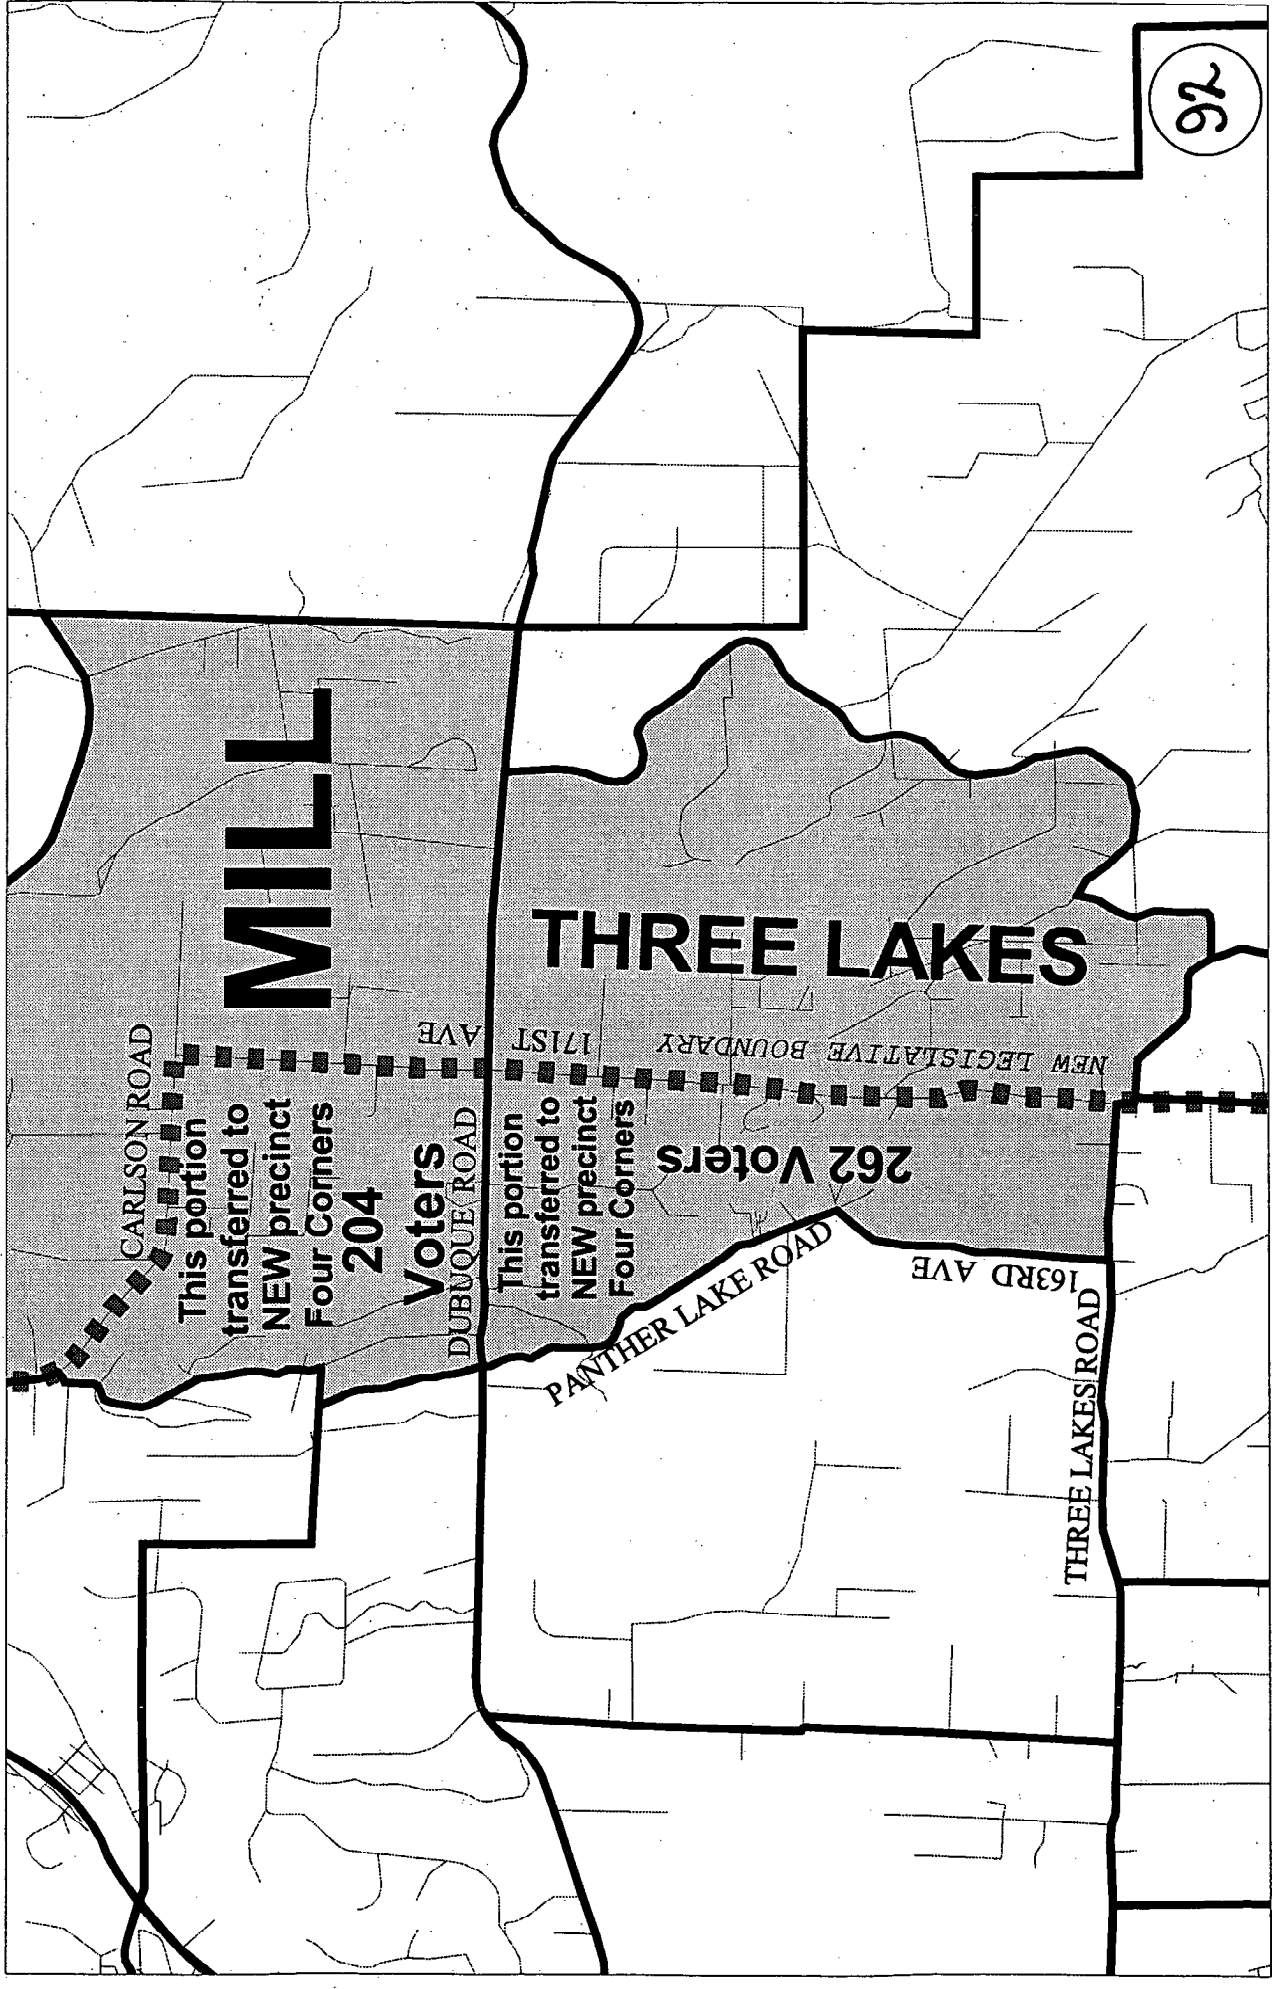 92
MILL
CARLSON ROAD
This portion
transferred to
NEW precinct
Four Corners
204
Voters
DUBUQUE ROAD
171ST AVE
THREE LAKES
NEW LEGISLATIVE BOUNDARY
This portion
transferred to
NEW precinct
Four Corners
262 Voters
PANTHER LAKE ROAD
163RD AVE
THREE LAKES ROAD